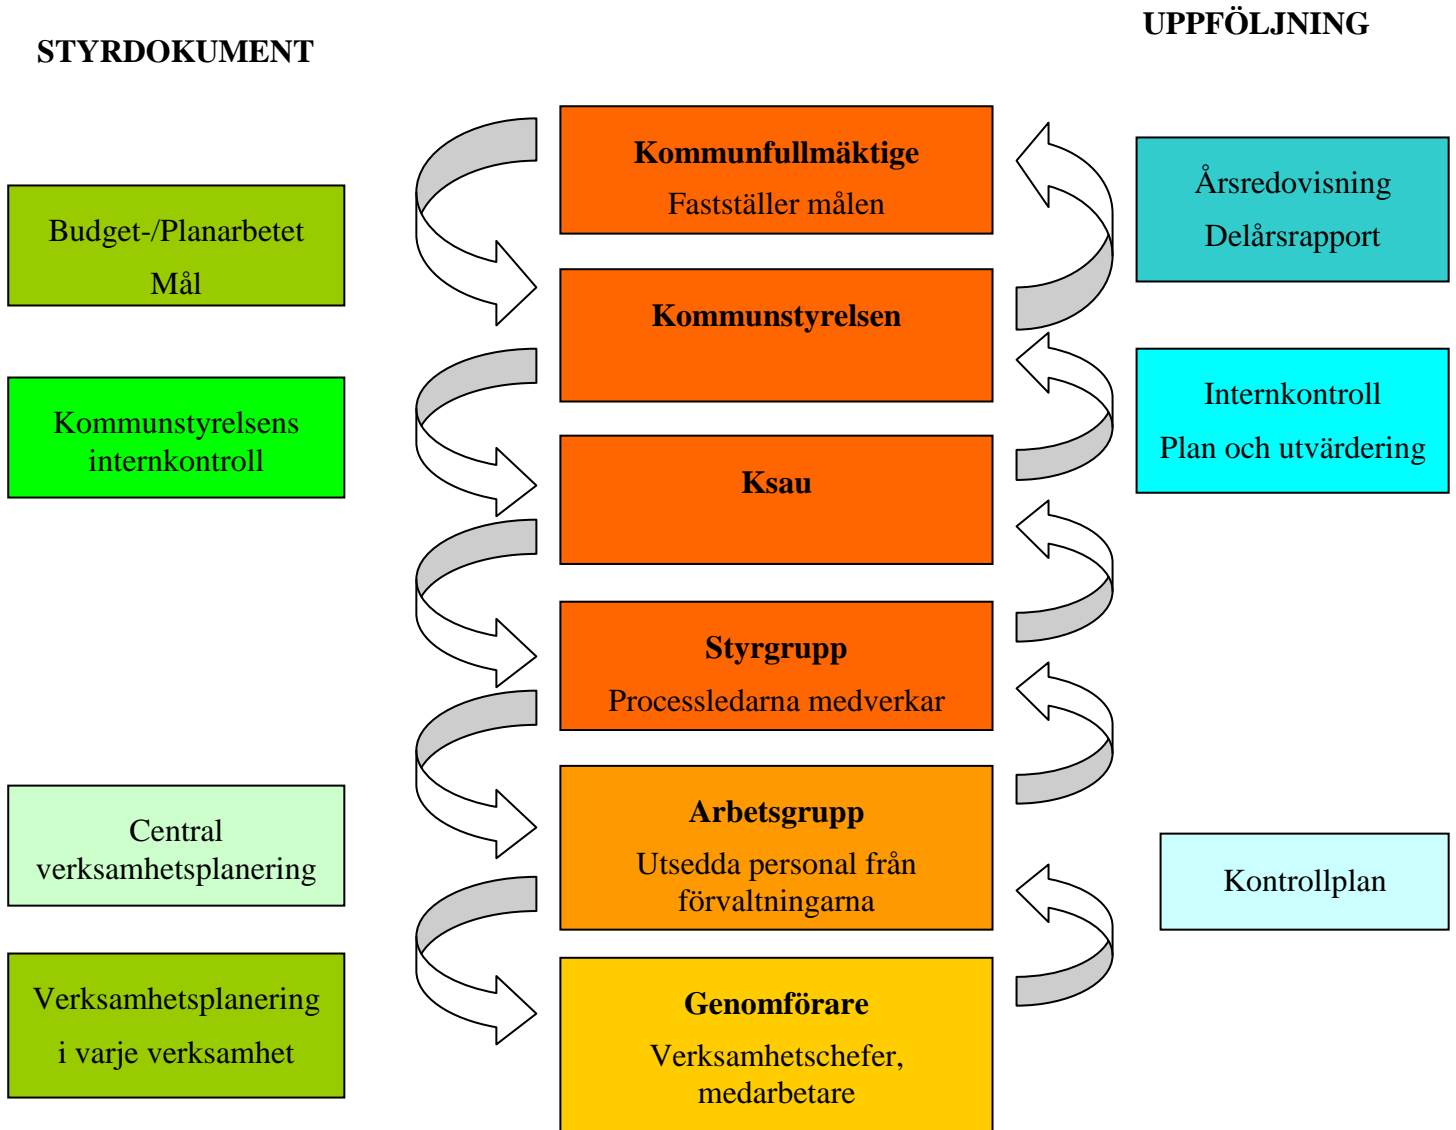 STYRDOKUMENT
UPPFÖLJNING
Budget-/Planarbetet
Mål
Kommunstyrelsens
internkontroll
Central
verksamhetsplanering
Verksamhetsplanering
i varje verksamhet
Kommunfullmäktige
Fastställer målen
Kommunstyrelsen
Ksau
Styrgrupp
Processledarna medverkar
Arbetsgrupp
Utsedda personal från
förvaltningarna
Genomförare
Verksamhetschefer,
medarbetare
Årsredovisning
Delårsrapport
Internkontroll
Plan och utvärdering
Kontrollplan